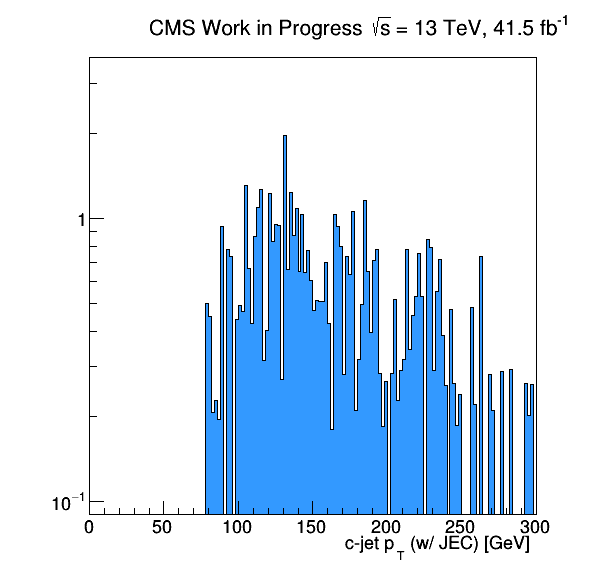 CMS Work in Progress √s = 13 TeV, 41.5 fb⁻¹
1
10⁻¹
0 50 100 150 200 250 300
c-jet p_T (w/ JEC) [GeV]